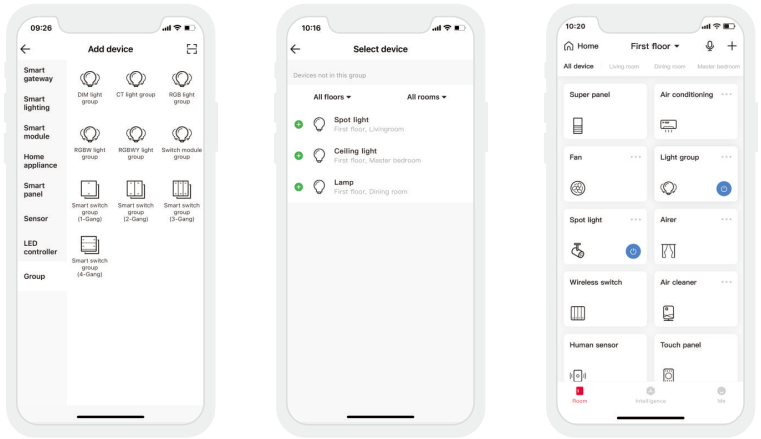 09:26
Add device
Smart
gateway
Smart
lighting
Smart
module
Home
appliance
Smart
panel
Sensor
LED
controller
Group
DIM light
group
CT light group
RGB light
group
RGBW light
group
RGBWY light
group
Switch module
group
Smart switch
group
(1-Gang)
Smart switch
group
(2-Gang)
Smart switch
group
(3-Gang)
Smart switch
group
(4-Gang)
10:16
Select device
Devices not in this group
All floors
All rooms
Spot light
First floor, Livingroom
Ceiling light
First floor, Master bedroom
Lamp
First floor, Dining room
10:20
Home First floor
All device Living room Dining room Master bedroom
Super panel
Air conditioning
Fan
Light group
Spot light
Airer
Wireless switch
Air cleaner
Human sensor
Touch panel
Room Intelligence Me